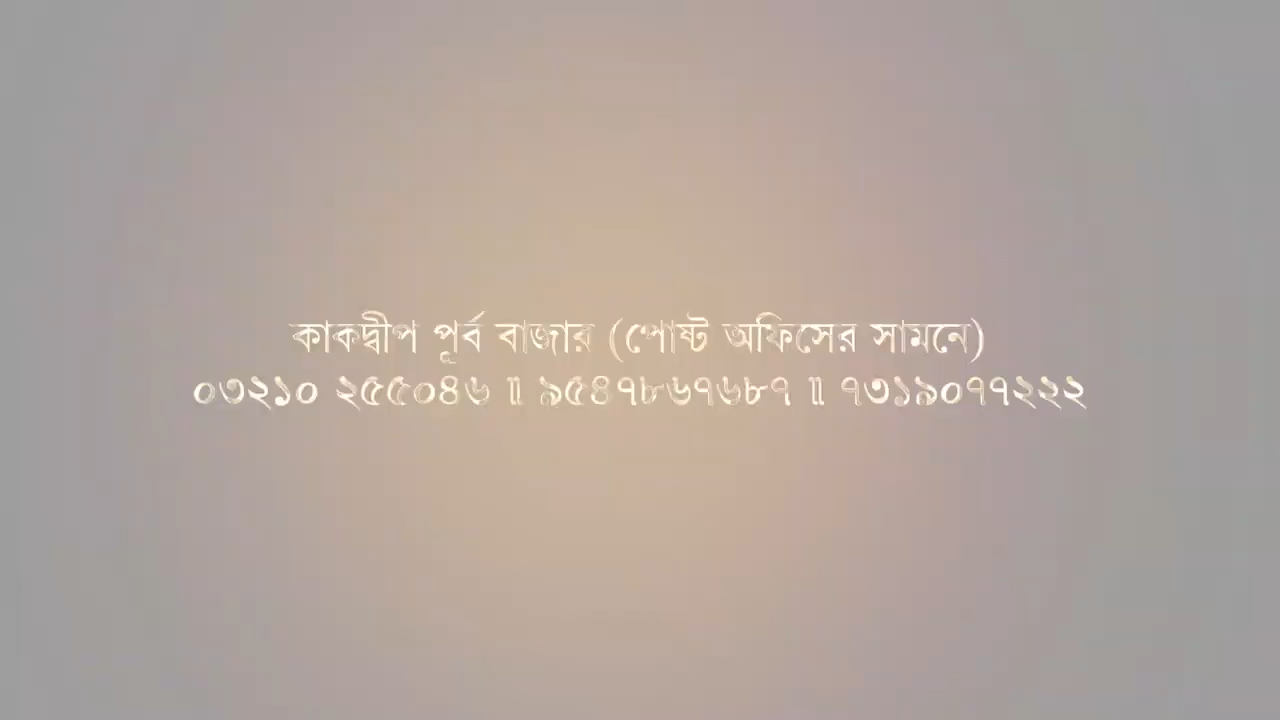 কাকদ্বীপ পূর্ব বাজার (পোষ্ট অফিসের সামনে)
০৩২১০ ২৫৫০৪৬ ॥ ৯৫৪৭৮৬৭৬৮৭ ॥ ৭৩১৯০৭৭২২২